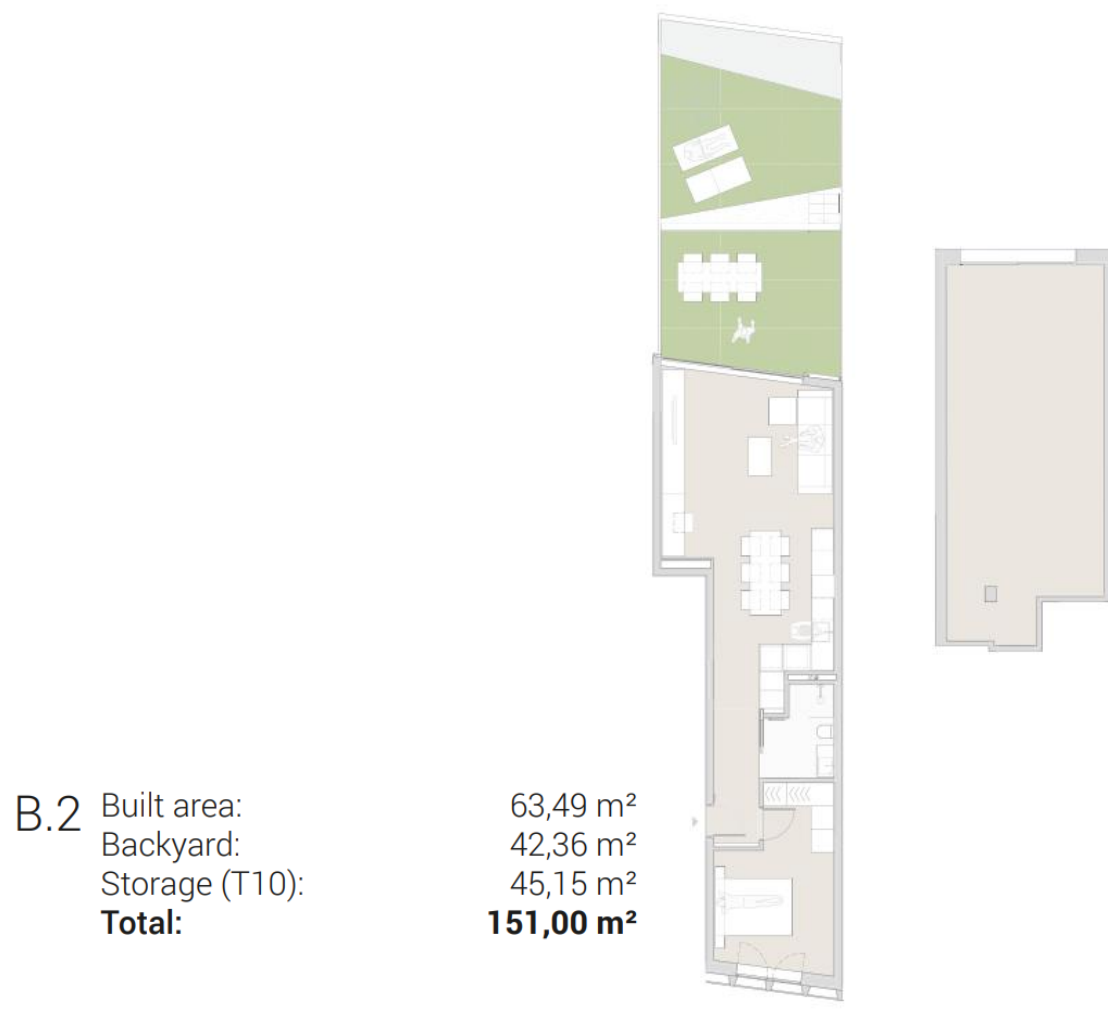 B.2 Built area: 63,49 m²
Backyard: 42,36 m²
Storage (T10): 45,15 m²
Total: 151,00 m²